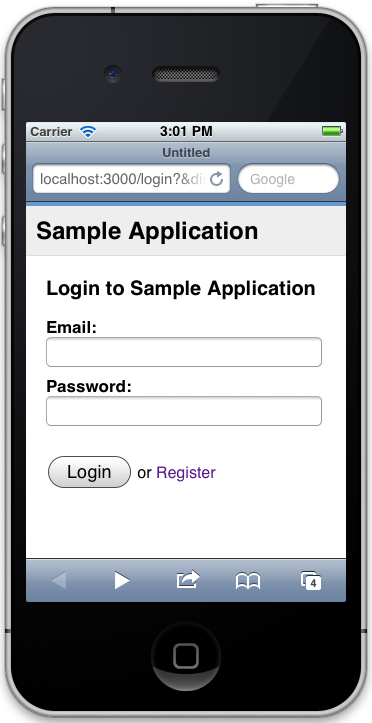 Carrier 3:01 PM
Untitled
localhost:3000/login?&di Google
Sample Application
Login to Sample Application
Email:
Password:
Login or Register
4